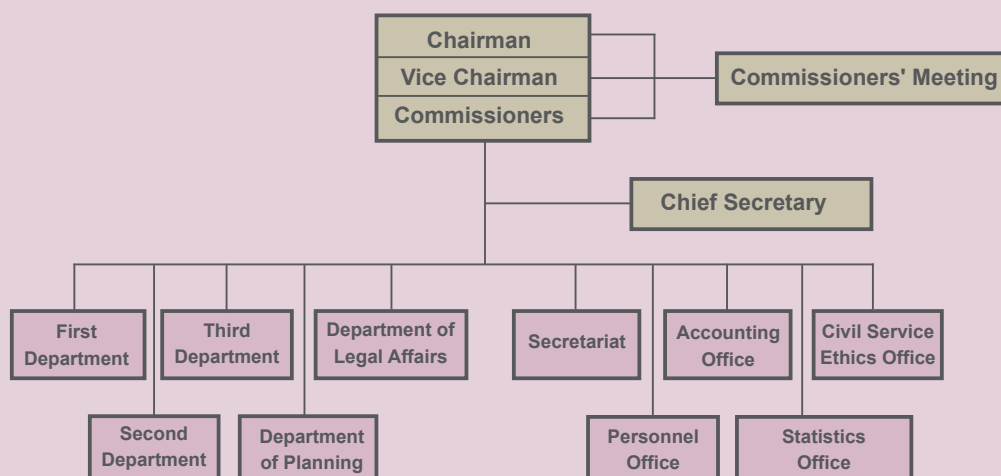 Chairman
Vice Chairman
Commissioners
Commissioners' Meeting
Chief Secretary
First
Department
Third
Department
Department of
Legal Affairs
Secretariat
Accounting
Office
Civil Service
Ethics Office
Second
Department
Department
of Planning
Personnel
Office
Statistics
Office